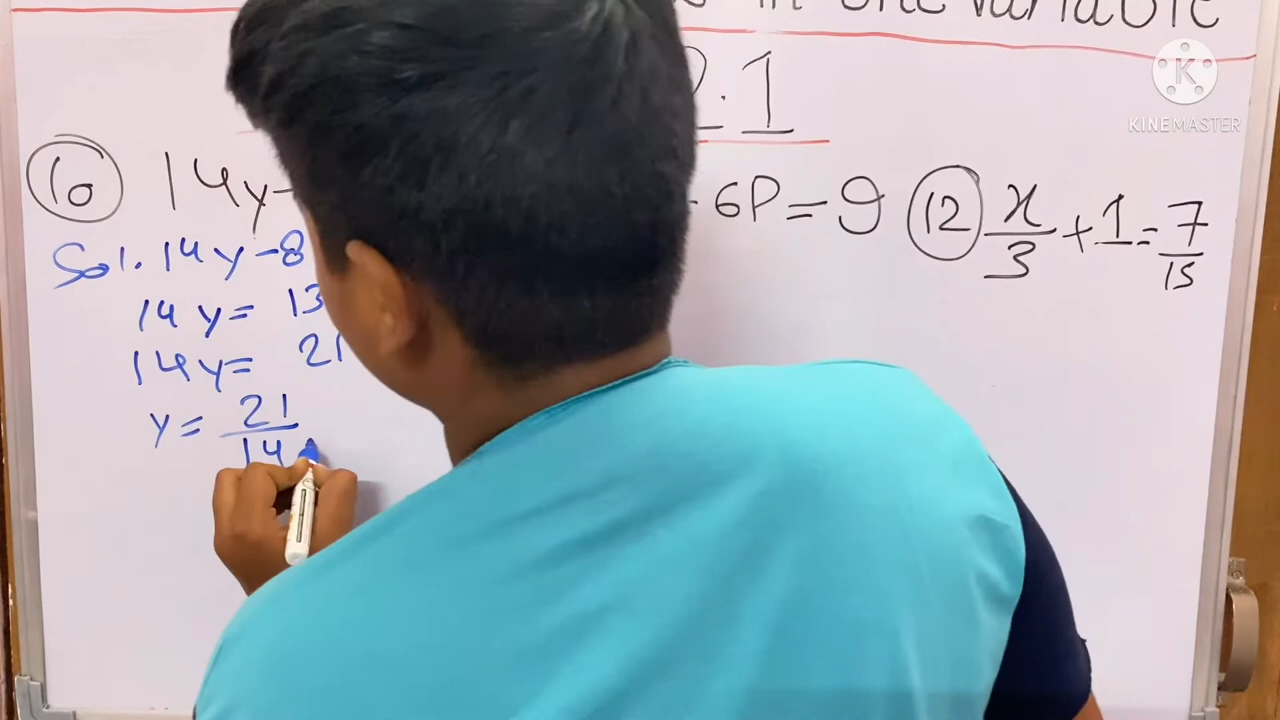 in one variable
2.1
KINEMASTER
10 14y-
- 6P = 9
12 x/3 + 1 = 7/15
Sol. 14y - 8
14y = 13
14y = 21
y = 21/14